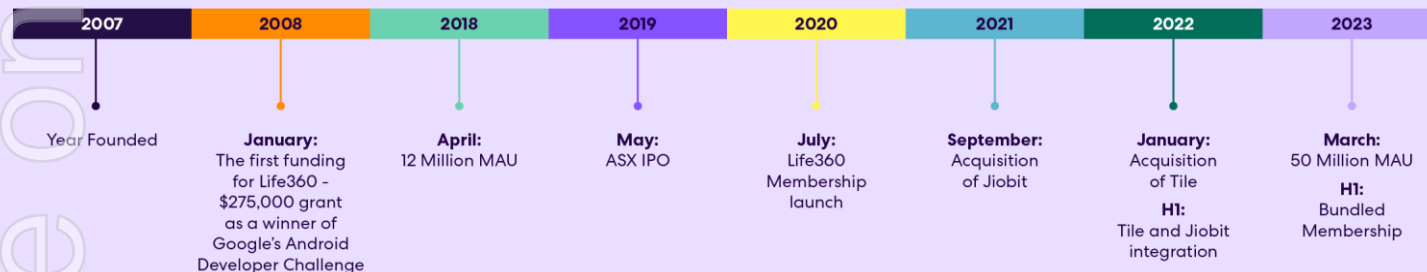 2007
2008
2018
2019
2020
2021
2022
2023
Year Founded
January:
The first funding
for Life360 -
$275,000 grant
as a winner of
Google's Android
Developer Challenge
April:
12 Million MAU
May:
ASX IPO
July:
Life360
Membership
launch
September:
Acquisition
of Jiobit
January:
Acquisition
of Tile
H1:
Tile and Jiobit
integration
March:
50 Million MAU
H1:
Bundled
Membership